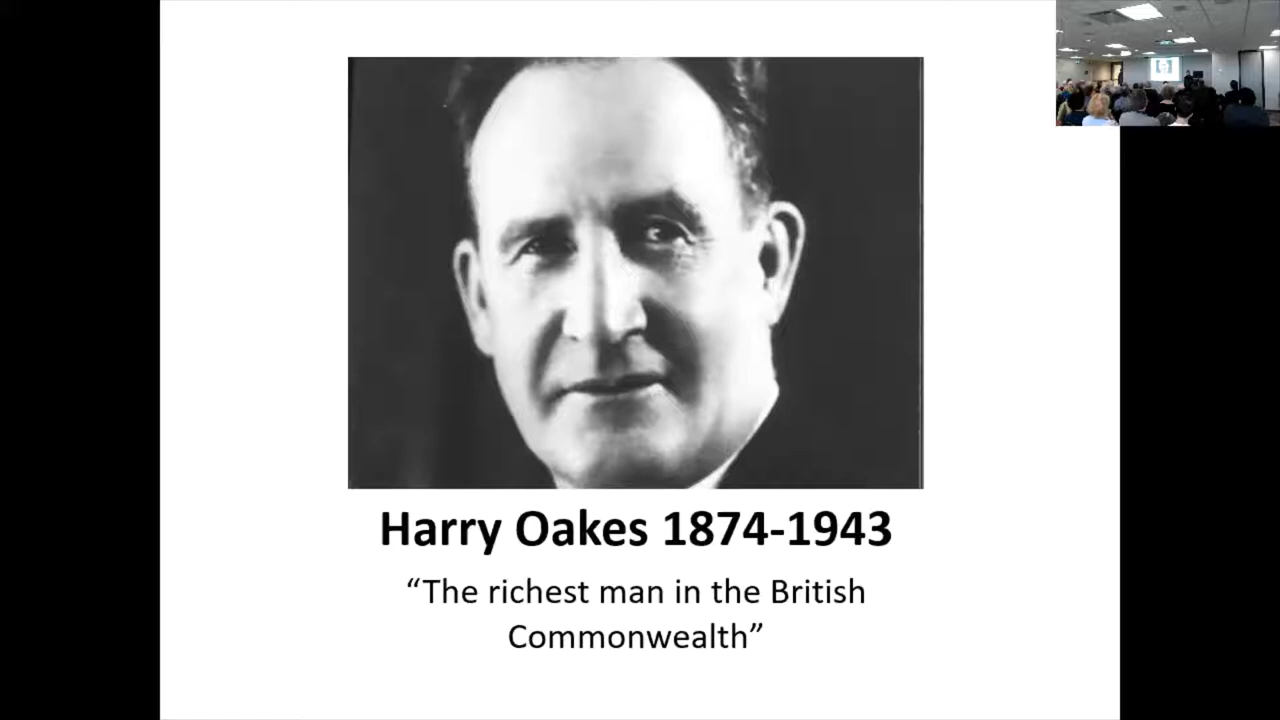 Harry Oakes 1874-1943
“The richest man in the British
Commonwealth”